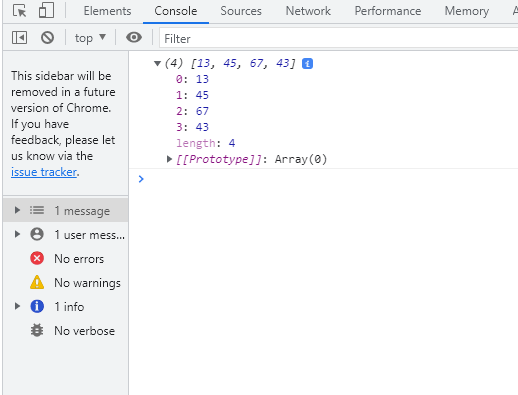 Elements Console Sources Network Performance Memory
top Filter
This sidebar will be
removed in a future
version of Chrome.
If you have
feedback, please let
us know via the
issue tracker.
1 message
1 user mess...
No errors
No warnings
1 info
No verbose
(4) [13, 45, 67, 43] i
0: 13
1: 45
2: 67
3: 43
length: 4
[[Prototype]]: Array(0)